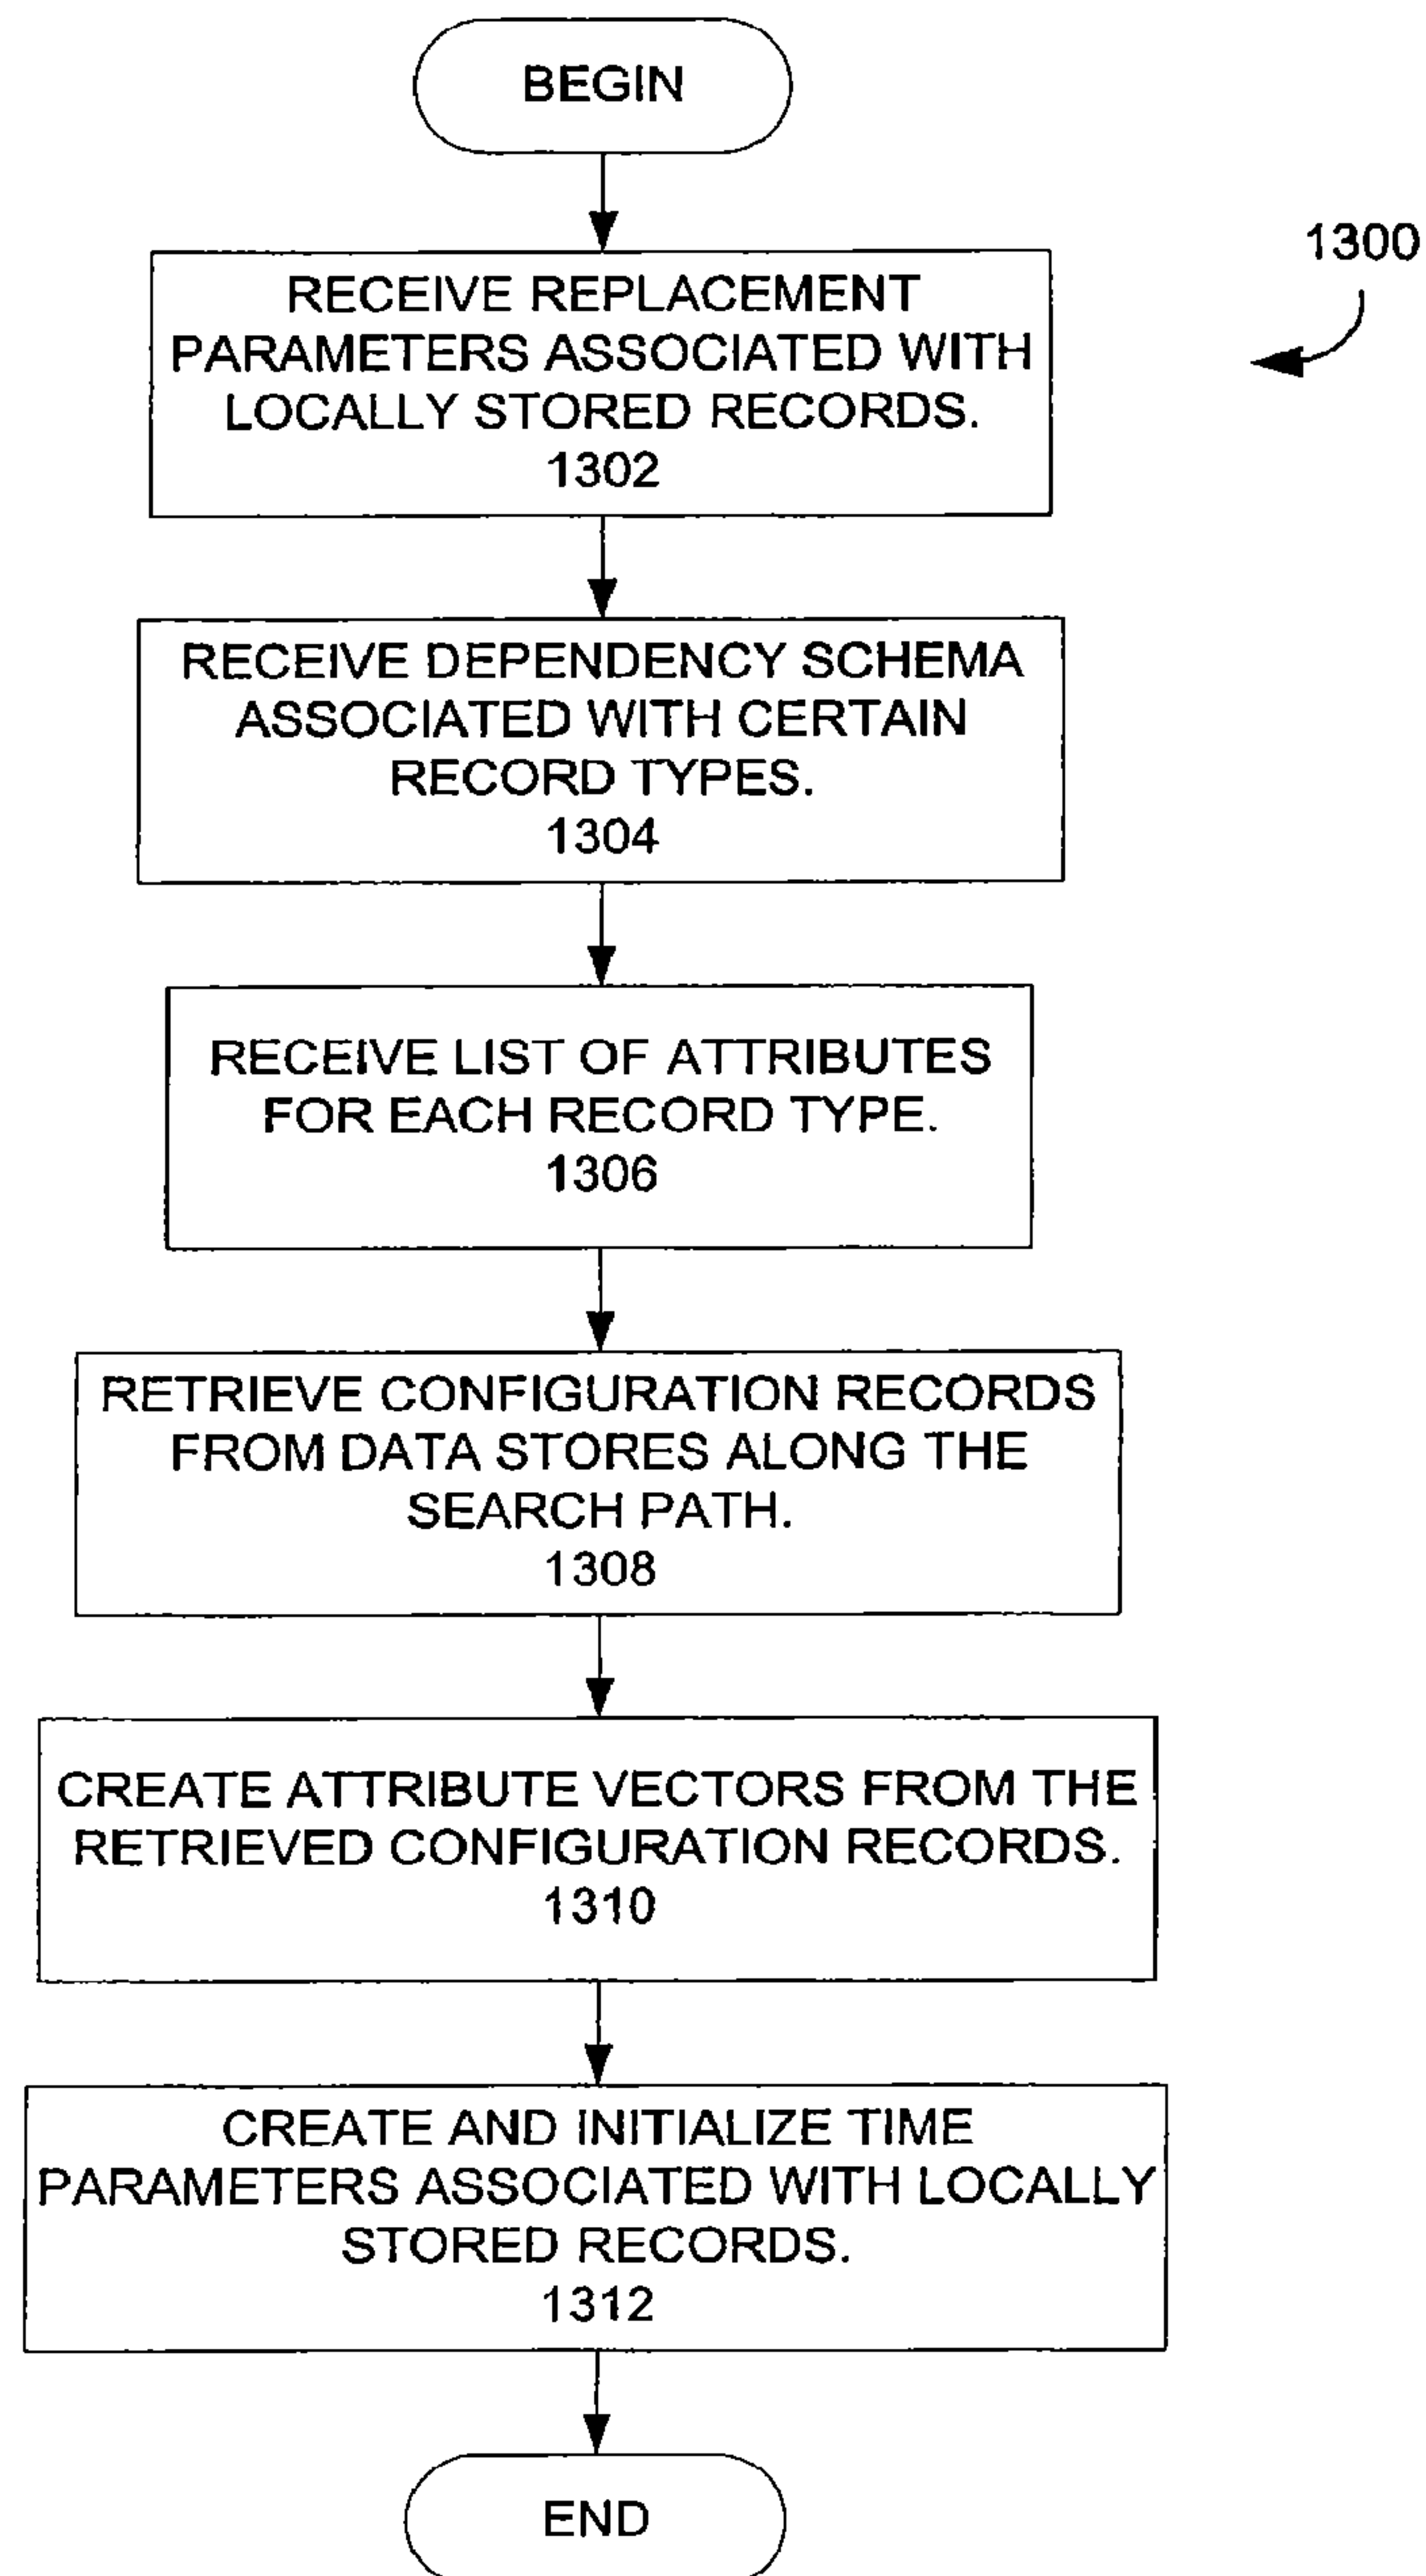 BEGIN
1300
RECEIVE REPLACEMENT
PARAMETERS ASSOCIATED WITH
LOCALLY STORED RECORDS.
1302
RECEIVE DEPENDENCY SCHEMA
ASSOCIATED WITH CERTAIN
RECORD TYPES.
1304
RECEIVE LIST OF ATTRIBUTES
FOR EACH RECORD TYPE.
1306
RETRIEVE CONFIGURATION RECORDS
FROM DATA STORES ALONG THE
SEARCH PATH.
1308
CREATE ATTRIBUTE VECTORS FROM THE
RETRIEVED CONFIGURATION RECORDS.
1310
CREATE AND INITIALIZE TIME
PARAMETERS ASSOCIATED WITH LOCALLY
STORED RECORDS.
1312
END